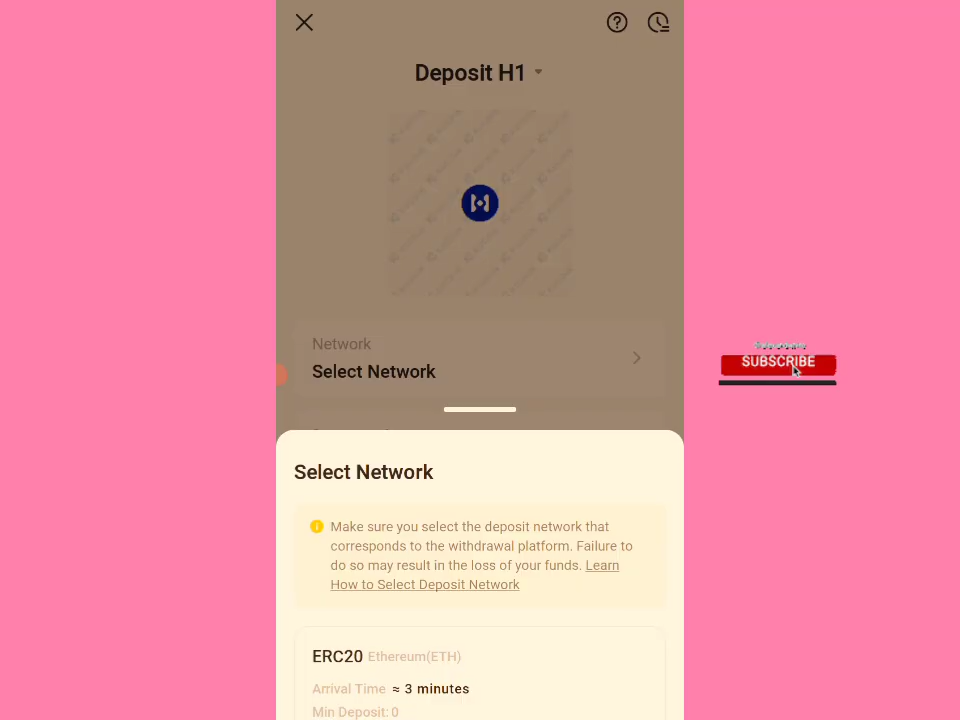 Deposit H1
Network
Select Network
Select Network
Make sure you select the deposit network that
corresponds to the withdrawal platform. Failure to
do so may result in the loss of your funds. Learn
How to Select Deposit Network
ERC20 Ethereum(ETH)
Arrival Time ≈ 3 minutes
Min Deposit: 0
SUBSCRIBE